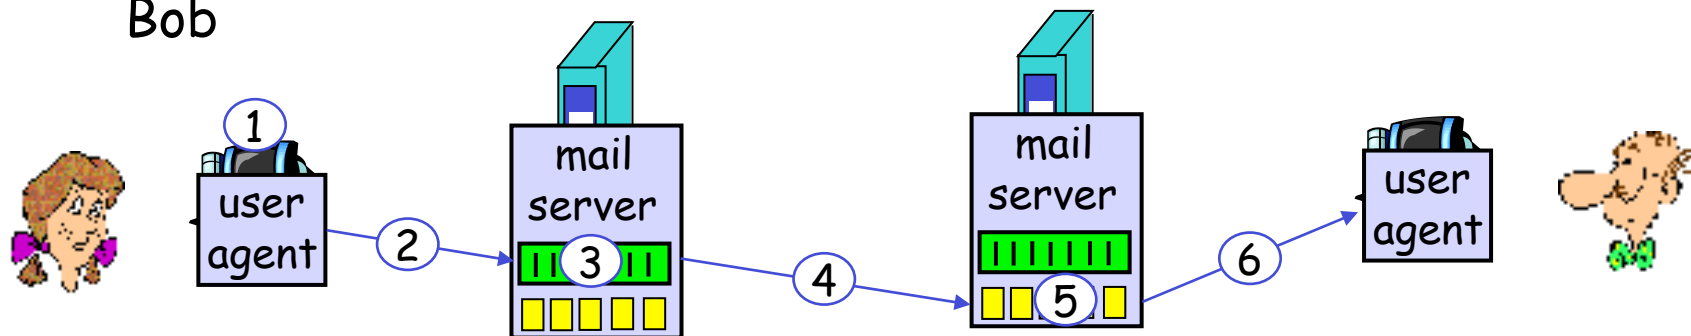 Bob
1
user
agent
2
mail
server
3
4
mail
server
5
6
user
agent